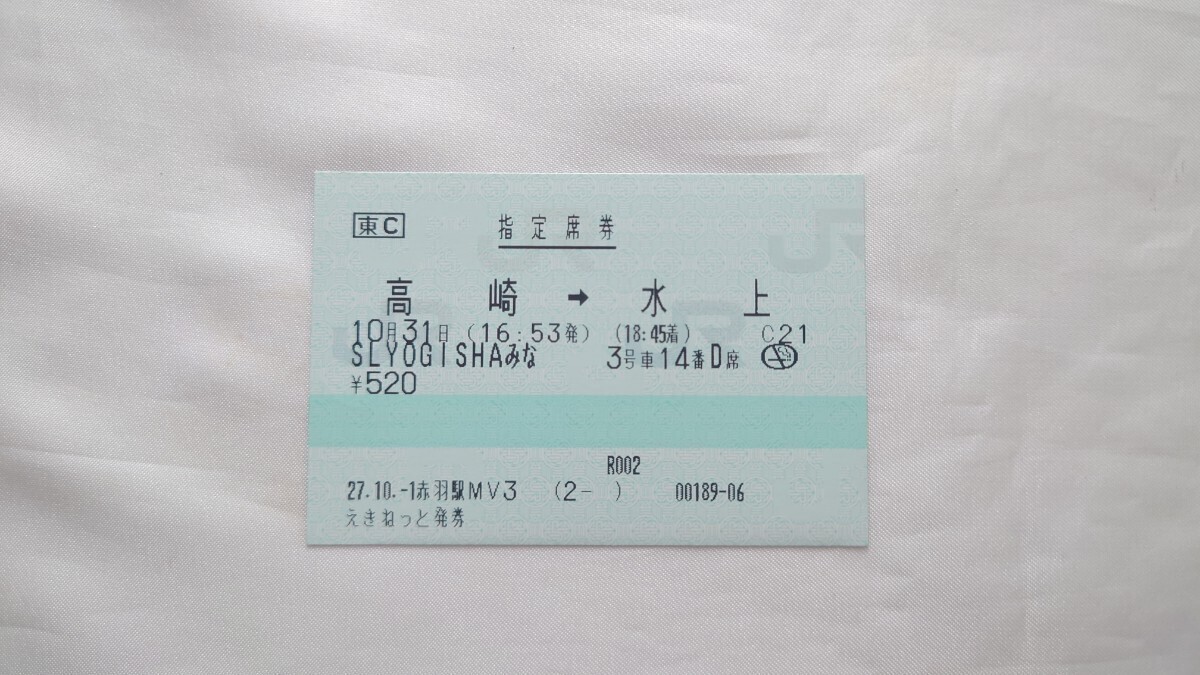 東C 指定席券
高崎 → 水上
10月31日 (16:53発) (18:45着) C21
SLYOGISHAみな 3号車14番D席
¥520
R002
27.10.-1赤羽駅MV3 (2- ) 00189-06
えきねっと発券